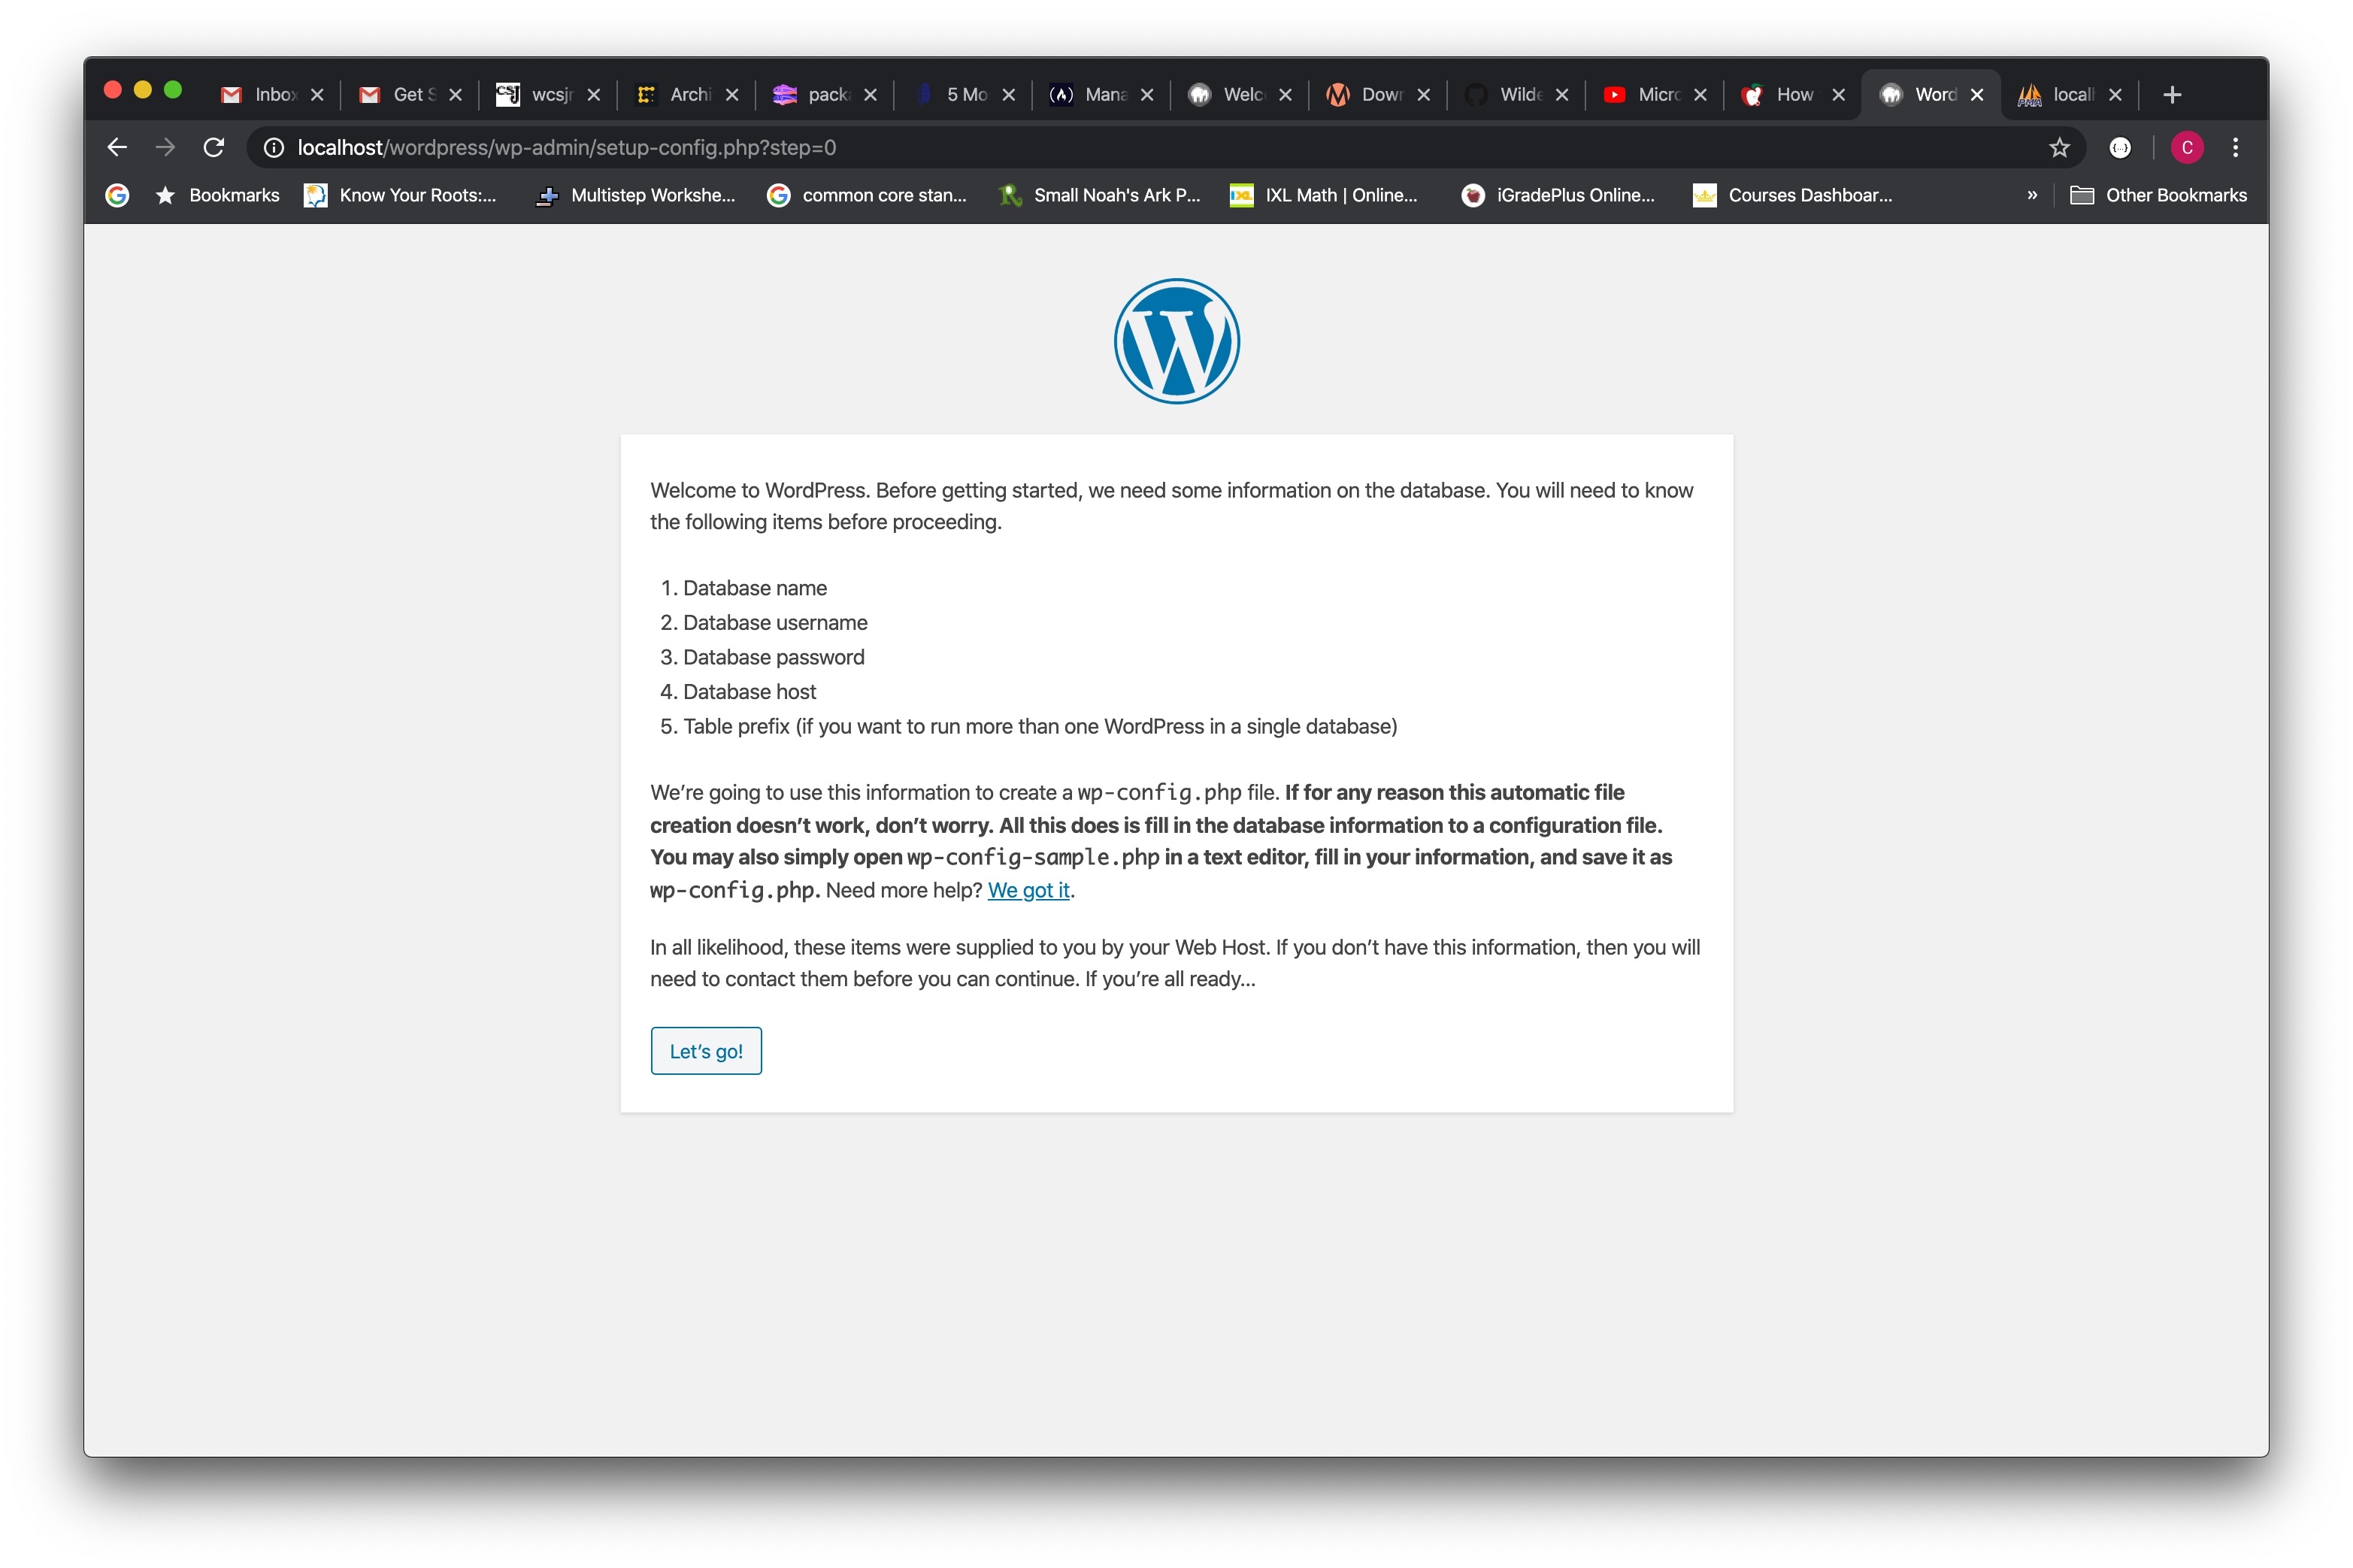 Inbox
Get S
wcsjr
Archi
pack
5 Mo
Mana
Welc
Dowr
Wilde
Micro
How
Word
locall
localhost/wordpress/wp-admin/setup-config.php?step=0
C
Bookmarks
Know Your Roots:...
Multistep Workshe...
common core stan...
Small Noah's Ark P...
IXL Math | Online...
iGradePlus Online...
Courses Dashboar...
»
Other Bookmarks
Welcome to WordPress. Before getting started, we need some information on the database. You will need to know
the following items before proceeding.
1. Database name
2. Database username
3. Database password
4. Database host
5. Table prefix (if you want to run more than one WordPress in a single database)
We’re going to use this information to create a wp-config.php file. If for any reason this automatic file
creation doesn’t work, don’t worry. All this does is fill in the database information to a configuration file.
You may also simply open wp-config-sample.php in a text editor, fill in your information, and save it as
wp-config.php. Need more help? We got it.
In all likelihood, these items were supplied to you by your Web Host. If you don’t have this information, then you will
need to contact them before you can continue. If you’re all ready…
Let’s go!